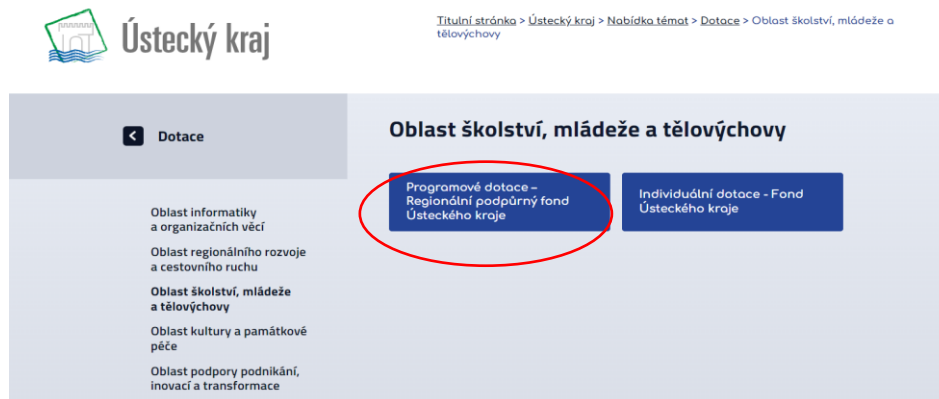 Ústecký kraj
Titulní stránka > Ústecký kraj > Nabídka témat > Dotace > Oblast školství, mládeže a
tělovýchovy
Dotace
Oblast informatiky
a organizačních věcí
Oblast regionálního rozvoje
a cestovního ruchu
Oblast školství, mládeže
a tělovýchovy
Oblast kultury a památkové
péče
Oblast podpory podnikání,
inovací a transformace
Oblast školství, mládeže a tělovýchovy
Programové dotace –
Regionální podpůrný fond
Ústeckého kraje
Individuální dotace - Fond
Ústeckého kraje